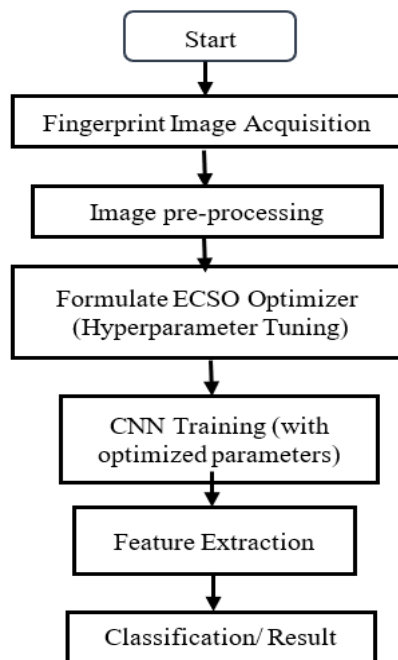 Start
Fingerprint Image Acquisition
Image pre-processing
Formulate ECSO Optimizer
(Hyperparameter Tuning)
CNN Training (with
optimized parameters)
Feature Extraction
Classification/ Result